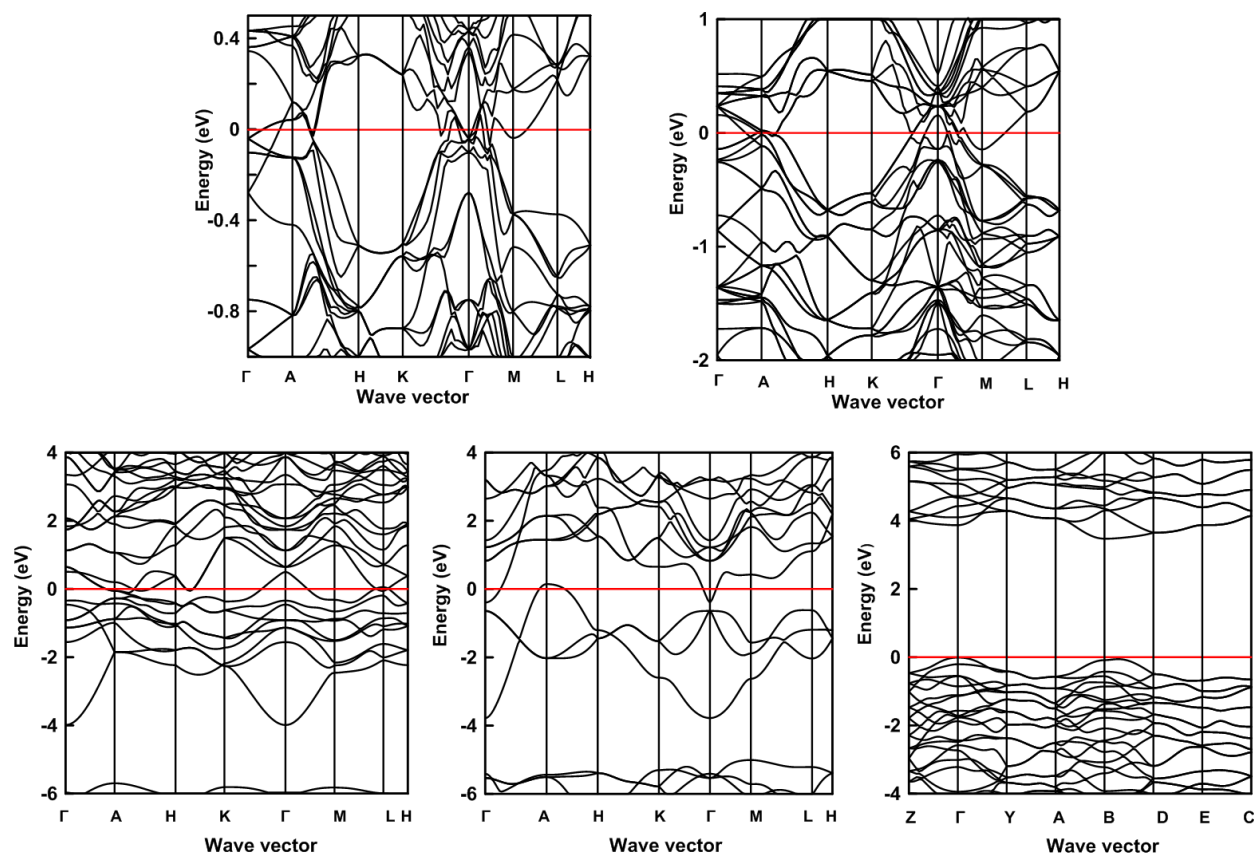 0.4
0
-0.4
-0.8
Energy (eV)
Γ A H K Γ M L H
Wave vector
1
0
-1
-2
Energy (eV)
Γ A H K Γ M L H
Wave vector
4
2
0
-2
-4
-6
Energy (eV)
Γ A H K Γ M L H
Wave vector
4
2
0
-2
-4
-6
Energy (eV)
Γ A H K Γ M L H
Wave vector
6
4
2
0
-2
-4
Energy (eV)
Z Γ Y A B D E C
Wave vector